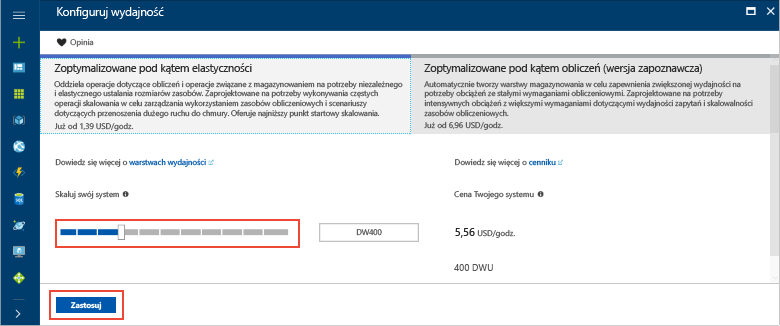 Konfiguruj wydajność
Opinia
Zoptymalizowane pod kątem elastyczności
Oddziela operacje dotyczące obliczeń i operacje związane z magazynowaniem na potrzeby niezależnego
i elastycznego ustalania rozmiarów zasobów. Zaprojektowane na potrzeby wykonywania częstych
operacji skalowania w celu zarządzania wykorzystaniem zasobów obliczeniowych i scenariuszy
dotyczących przenoszenia dużego ruchu do chmury. Oferuje najniższy punkt startowy skalowania.
Już od 1,39 USD/godz.
Zoptymalizowane pod kątem obliczeń (wersja zapoznawcza)
Automatycznie tworzy warstwy magazynowania w celu zapewnienia zwiększonej wydajności na
potrzeby obciążeń ze stałymi wymaganiami obliczeniowymi. Zaprojektowane na potrzeby
intensywnych obciążeń z większymi wymaganiami dotyczącymi wydajności zapytań i skalowalności
zasobów obliczeniowych.
Już od 6,96 USD/godz.
Dowiedz się więcej o warstwach wydajności
Dowiedz się więcej o cenniku
Skaluj swój system
Cena Twojego systemu
DW400
5,56 USD/godz.
400 DWU
Zastosuj